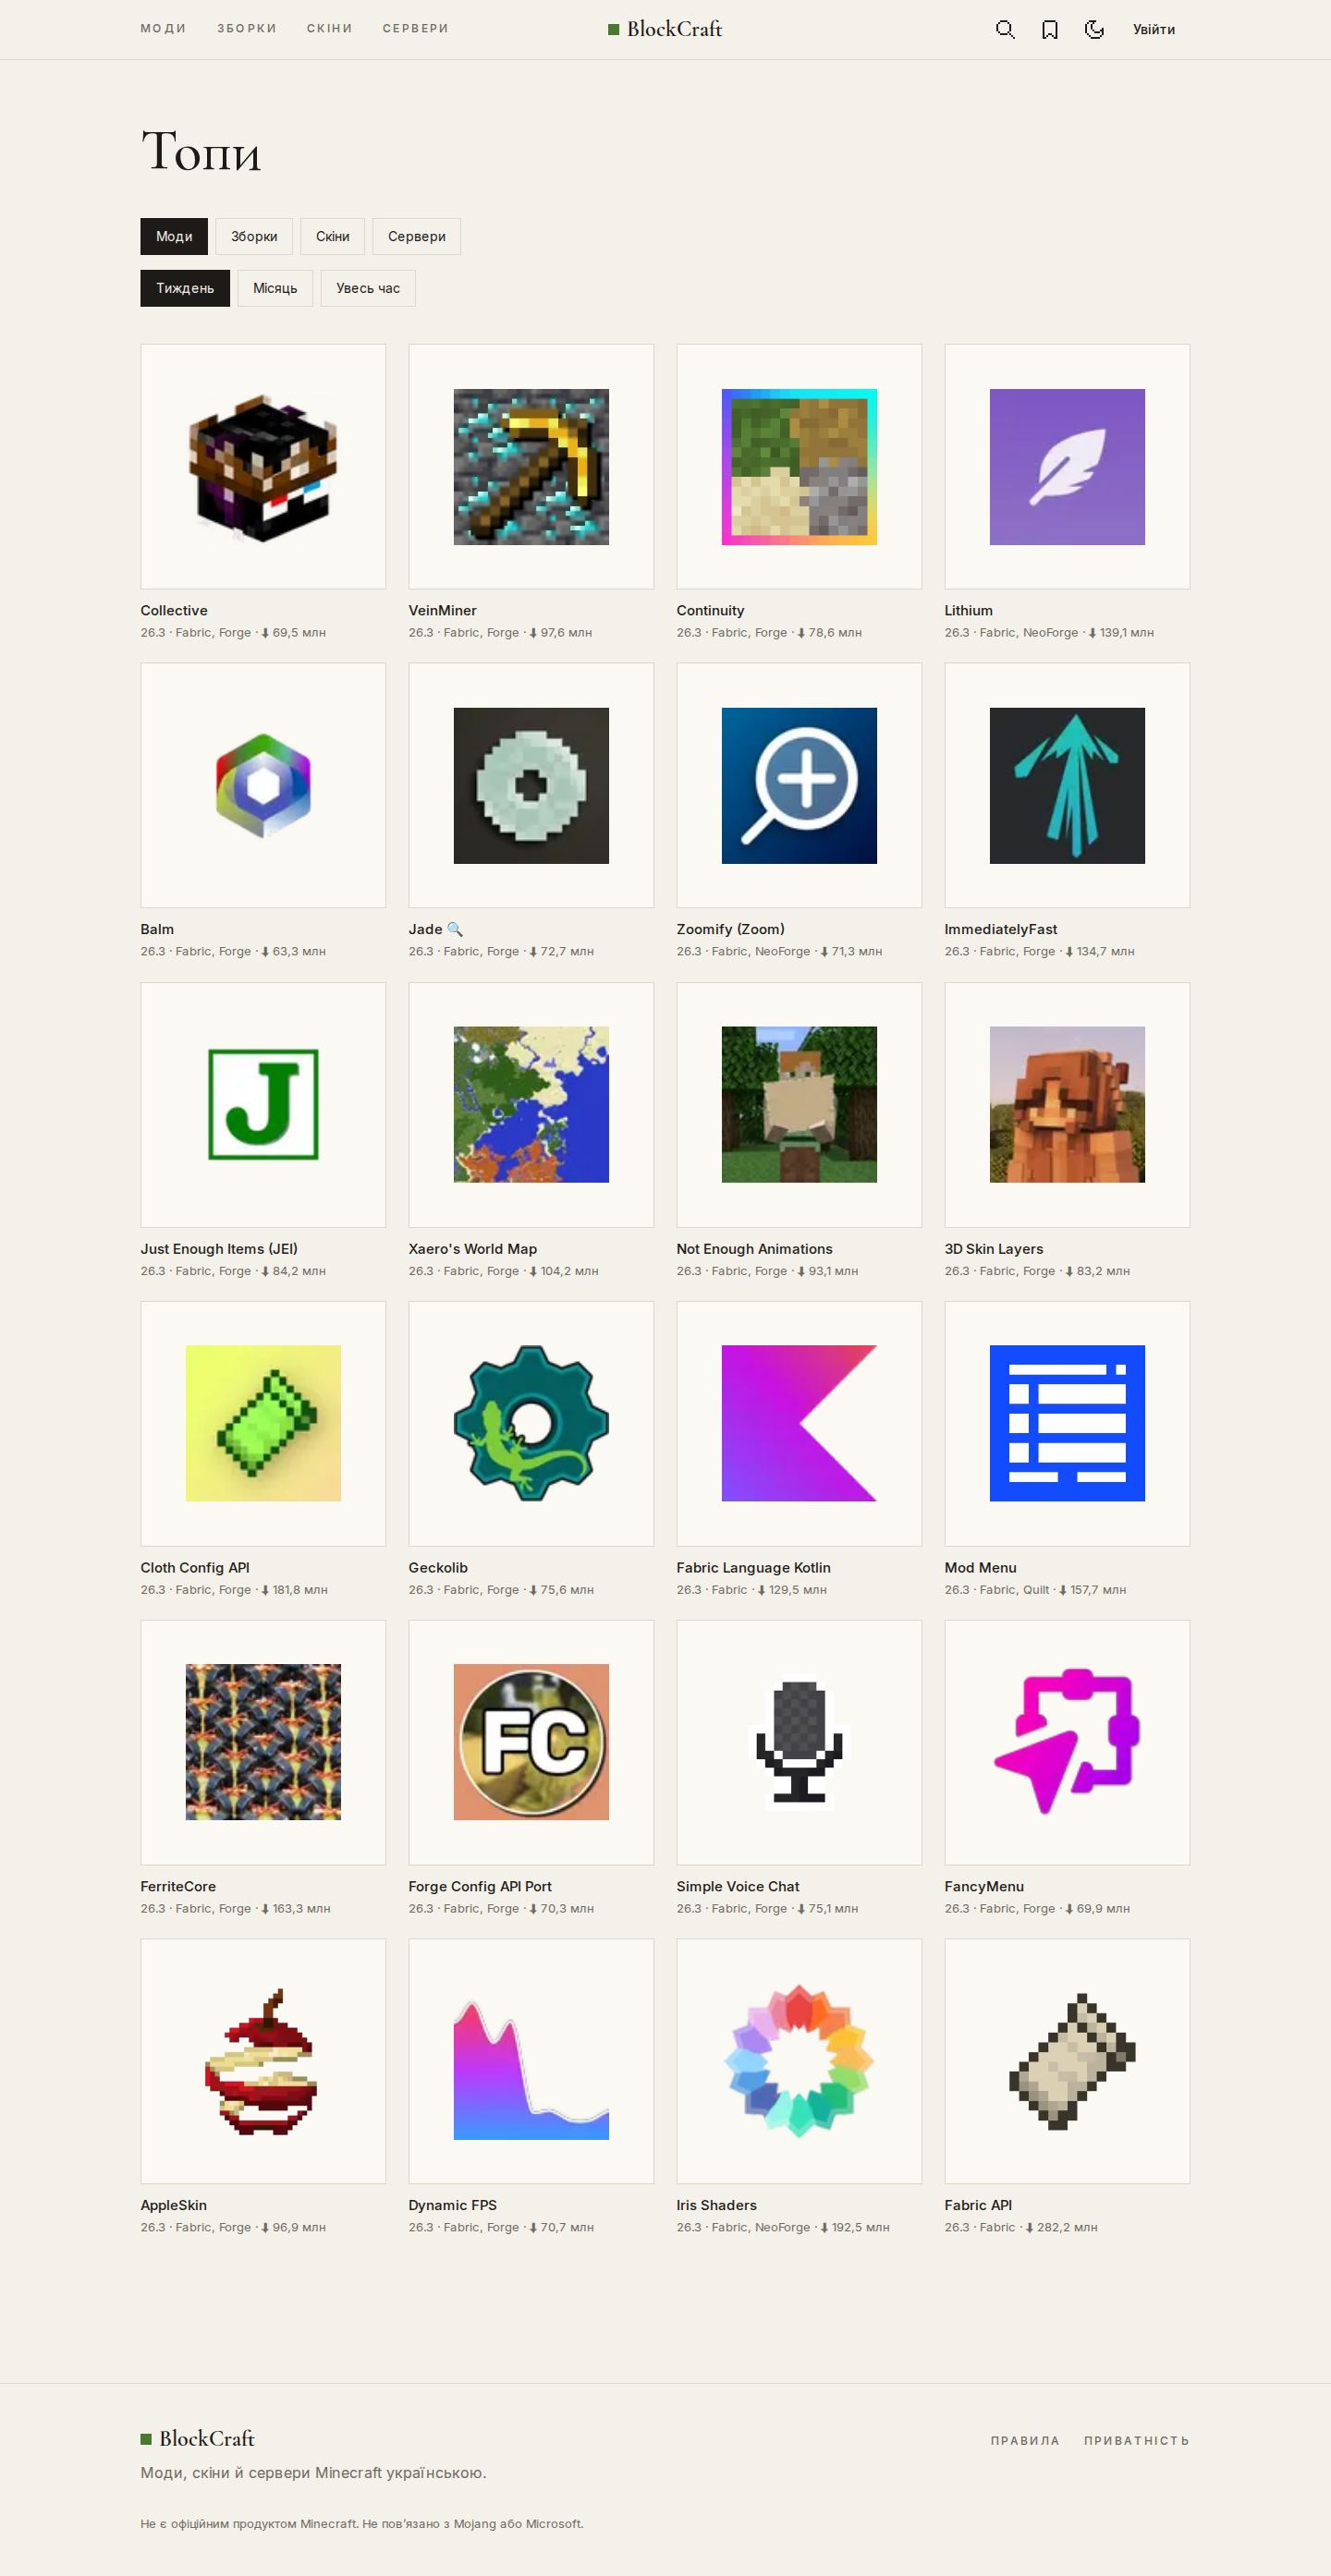 МОДИ ЗБОРКИ СКІНИ СЕРВЕРИ BlockCraft Увійти
Топи
Моди Зборки Скіни Сервери
Тиждень Місяць Увесь час
Collective VeinMiner Continuity Lithium
26.3 · Fabric, Forge · ⬇ 69,5 млн 26.3 · Fabric, Forge · ⬇ 97,6 млн 26.3 · Fabric, Forge · ⬇ 78,6 млн 26.3 · Fabric, NeoForge · ⬇ 139,1 млн
Balm Jade 🔍 Zoomify (Zoom) ImmediatelyFast
26.3 · Fabric, Forge · ⬇ 63,3 млн 26.3 · Fabric, Forge · ⬇ 72,7 млн 26.3 · Fabric, NeoForge · ⬇ 71,3 млн 26.3 · Fabric, Forge · ⬇ 134,7 млн
J
Just Enough Items (JEI) Xaero's World Map Not Enough Animations 3D Skin Layers
26.3 · Fabric, Forge · ⬇ 84,2 млн 26.3 · Fabric, Forge · ⬇ 104,2 млн 26.3 · Fabric, Forge · ⬇ 93,1 млн 26.3 · Fabric, Forge · ⬇ 83,2 млн
Cloth Config API Geckolib Fabric Language Kotlin Mod Menu
26.3 · Fabric, Forge · ⬇ 181,8 млн 26.3 · Fabric, Forge · ⬇ 75,6 млн 26.3 · Fabric · ⬇ 129,5 млн 26.3 · Fabric, Quilt · ⬇ 157,7 млн
FC
FerriteCore Forge Config API Port Simple Voice Chat FancyMenu
26.3 · Fabric, Forge · ⬇ 163,3 млн 26.3 · Fabric, Forge · ⬇ 70,3 млн 26.3 · Fabric, Forge · ⬇ 75,1 млн 26.3 · Fabric, Forge · ⬇ 69,9 млн
AppleSkin Dynamic FPS Iris Shaders Fabric API
26.3 · Fabric, Forge · ⬇ 96,9 млн 26.3 · Fabric, Forge · ⬇ 70,7 млн 26.3 · Fabric, NeoForge · ⬇ 192,5 млн 26.3 · Fabric · ⬇ 282,2 млн
BlockCraft ПРАВИЛА ПРИВАТНІСТЬ
Моди, скіни й сервери Minecraft українською.
Не є офіційним продуктом Minecraft. Не пов’язано з Mojang або Microsoft.